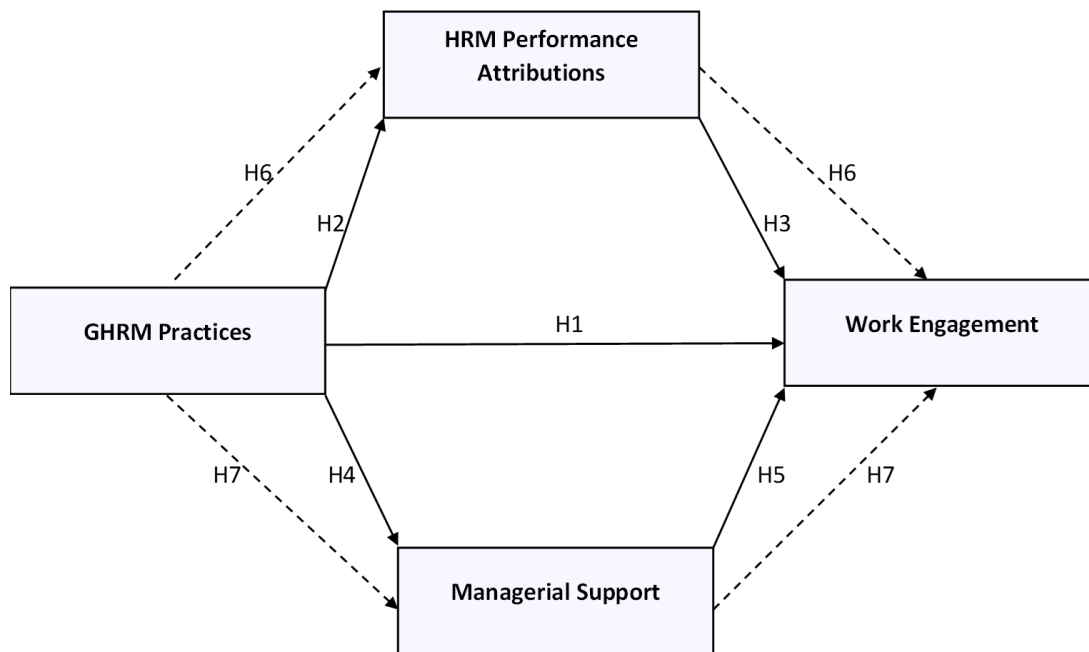 HRM Performance
Attributions
H6
H6
H2
H3
GHRM Practices
H1
Work Engagement
H7
H4
H5
H7
Managerial Support